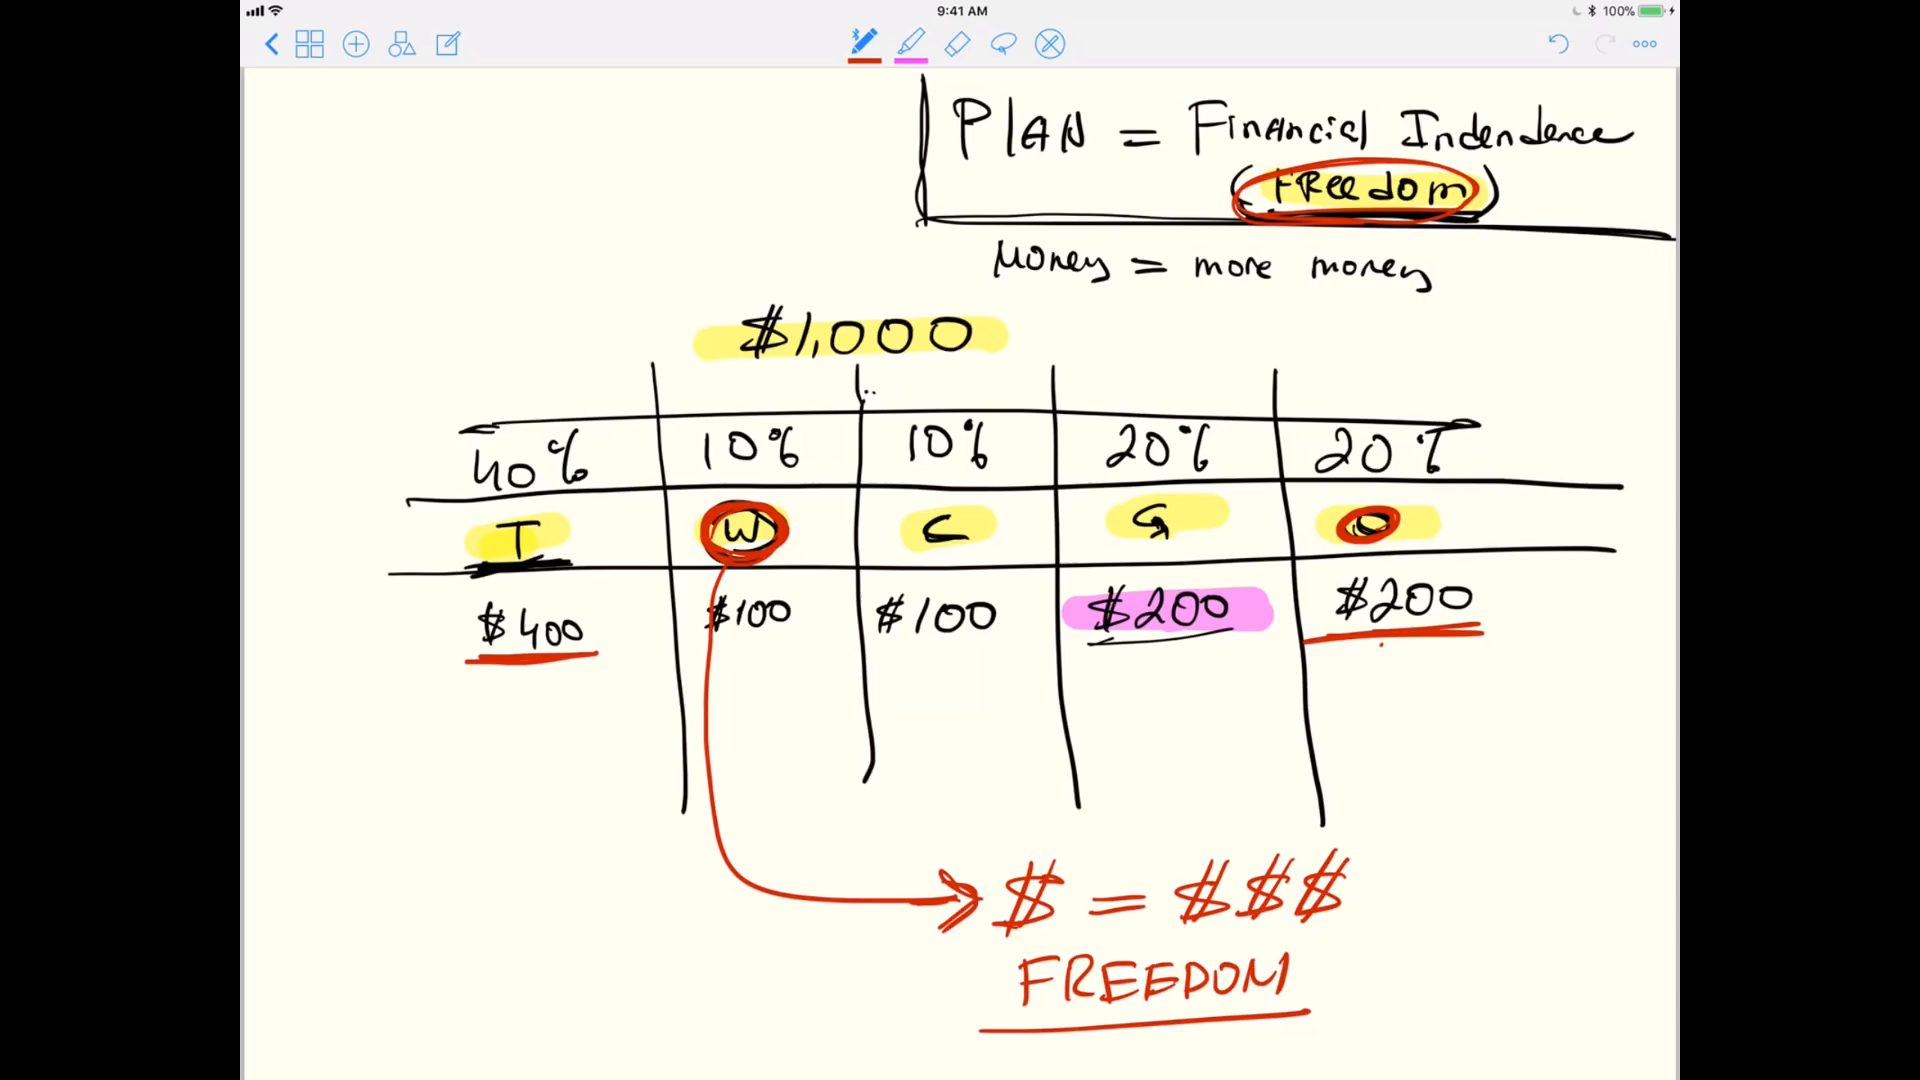 9:41 AM
100%
PlAN = Financial Indendence
(FReedom)
Money = more money
$1,000
40% 10% 10% 20% 20%
T W C G O
$400 $100 $100 $200 $200
$ = $$$
FREEDOM